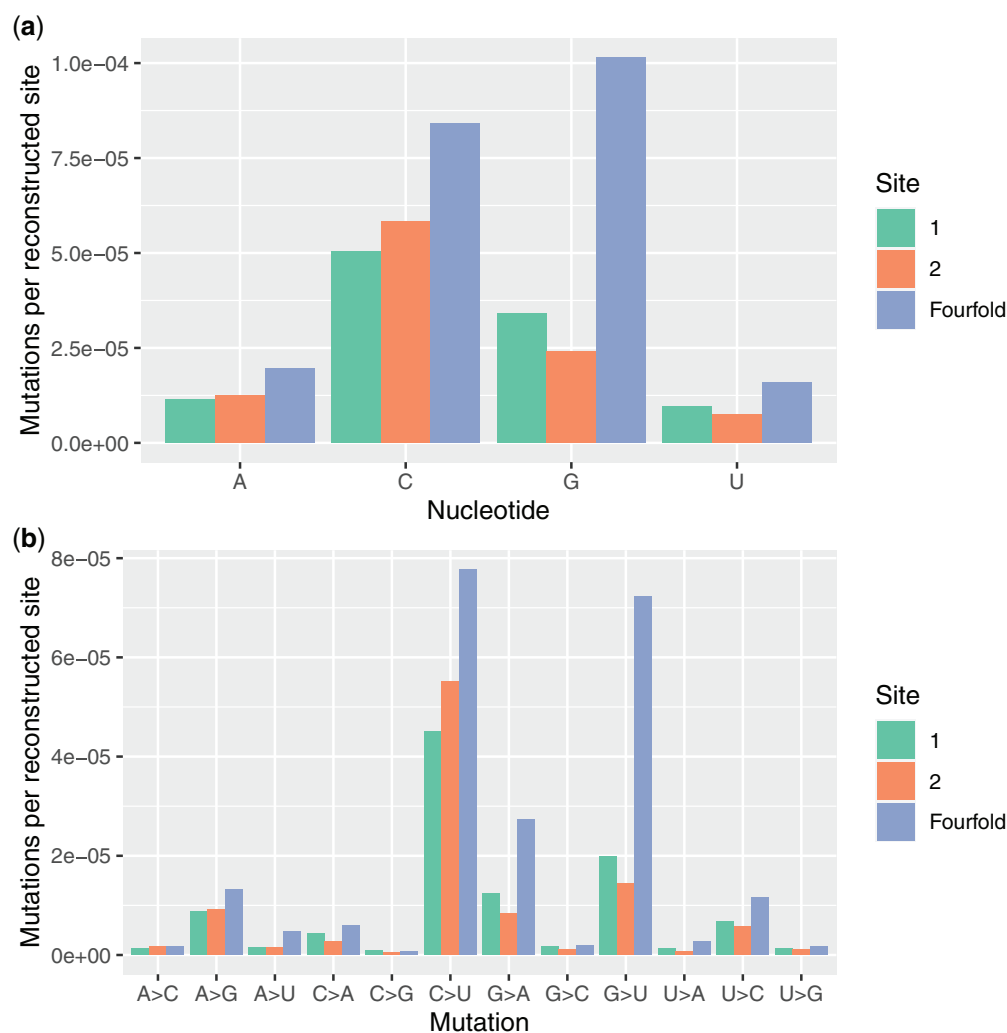 (a)
Mutations per reconstructed site
1.0e−04
7.5e−05
5.0e−05
2.5e−05
0.0e+00
A C G U
Nucleotide
Site
1
2
Fourfold
(b)
Mutations per reconstructed site
8e−05
6e−05
4e−05
2e−05
0e+00
A>C A>G A>U C>A C>G C>U G>A G>C G>U U>A U>C U>G
Mutation
Site
1
2
Fourfold